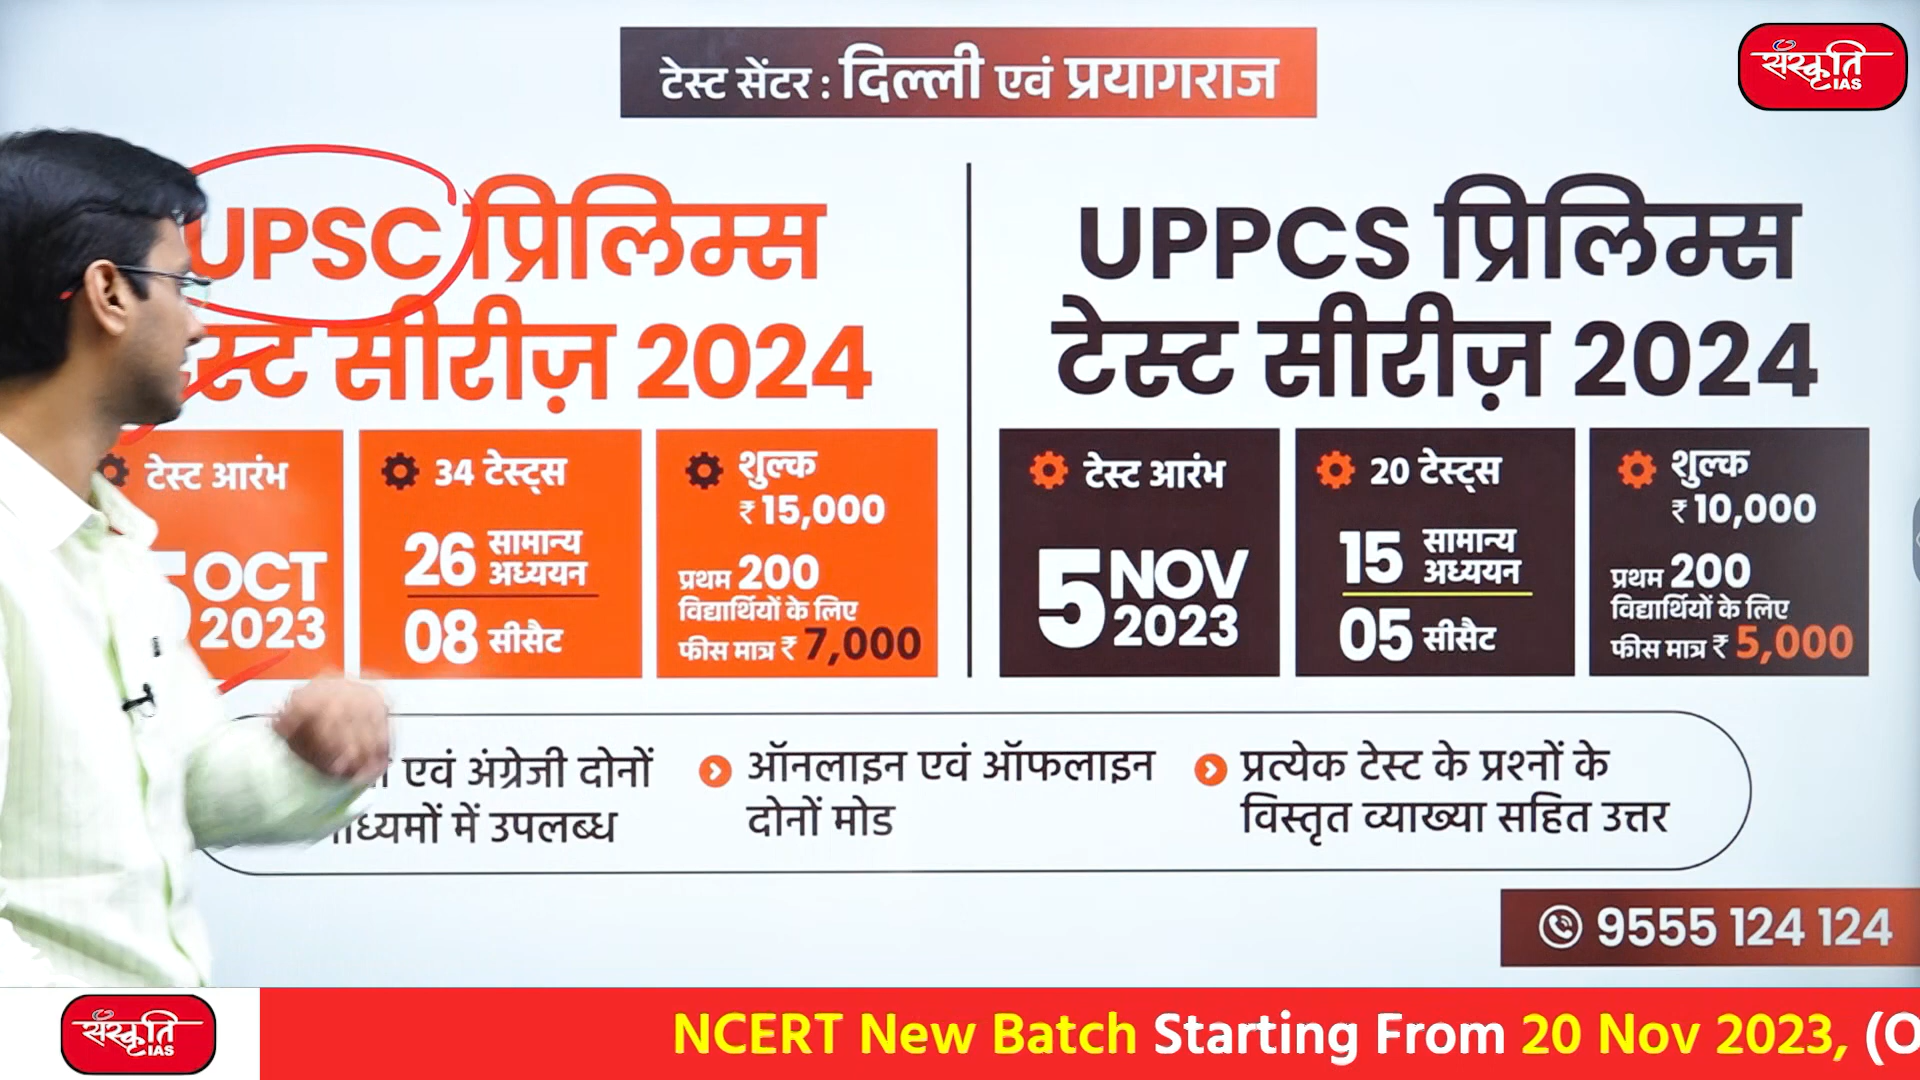 टेस्ट सेंटर : दिल्ली एवं प्रयागराज
संस्कृति
IAS
UPSC प्रिलिम्स
सीरीज़ 2024
टेस्ट आरंभ
OCT
2023
34 टेस्ट्स
26 सामान्य अध्ययन
08 सीसैट
शुल्क
₹ 15,000
प्रथम 200
विद्यार्थियों के लिए
फीस मात्र ₹ 7,000
UPPCS प्रिलिम्स
टेस्ट सीरीज़ 2024
टेस्ट आरंभ
5 NOV
2023
20 टेस्ट्स
15 सामान्य अध्ययन
05 सीसैट
शुल्क
₹ 10,000
प्रथम 200
विद्यार्थियों के लिए
फीस मात्र ₹ 5,000
एवं अंग्रेजी दोनों
में उपलब्ध
ऑनलाइन एवं ऑफलाइन
दोनों मोड
प्रत्येक टेस्ट के प्रश्नों के
विस्तृत व्याख्या सहित उत्तर
9555 124 124
संस्कृति
IAS
NCERT New Batch Starting From 20 Nov 2023, (O